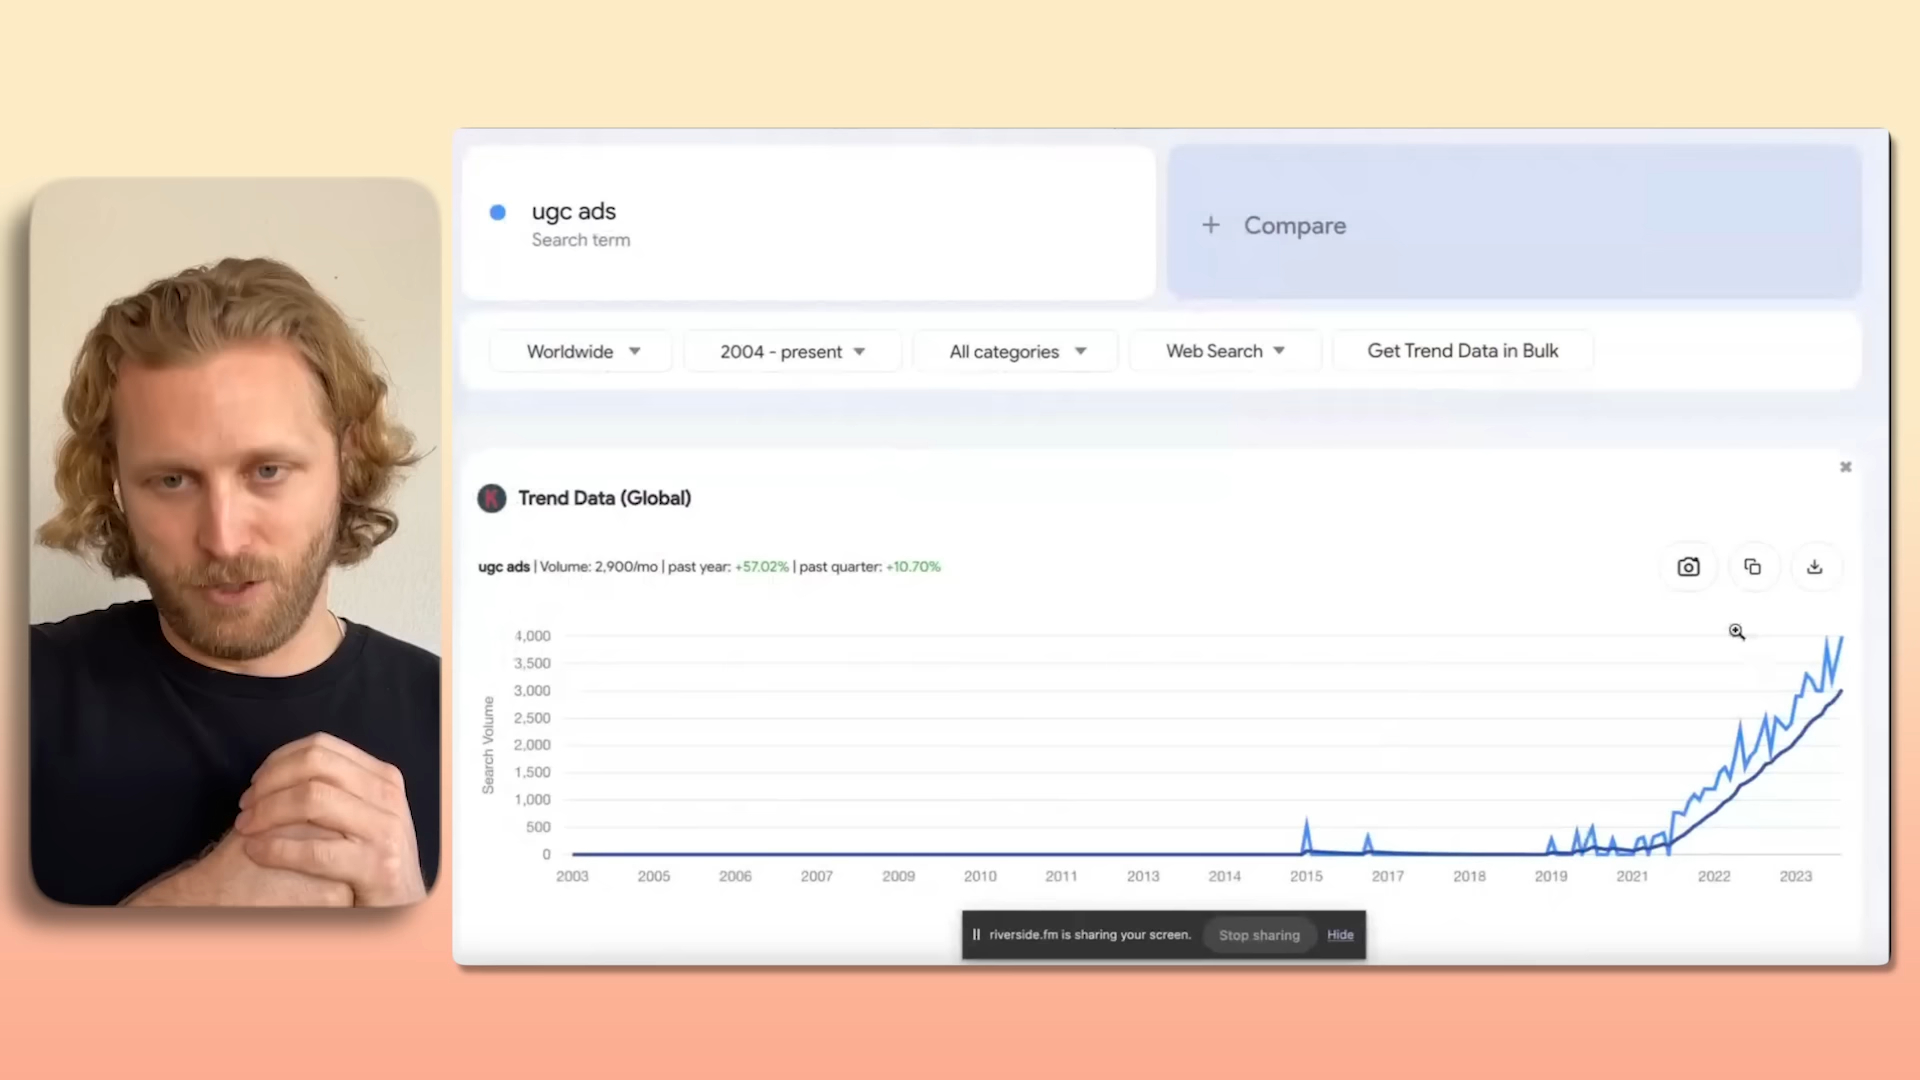 ugc ads
Search term
+ Compare
Worldwide
2004 - present
All categories
Web Search
Get Trend Data in Bulk
K
Trend Data (Global)
ugc ads | Volume: 2,900/mo | past year: +57.02% | past quarter: +10.70%
4,000
3,500
3,000
2,500
2,000
1,500
1,000
500
0
Search Volume
2003 2005 2006 2007 2009 2010 2011 2013 2014 2015 2017 2018 2019 2021 2022 2023
riverside.fm is sharing your screen. Stop sharing Hide